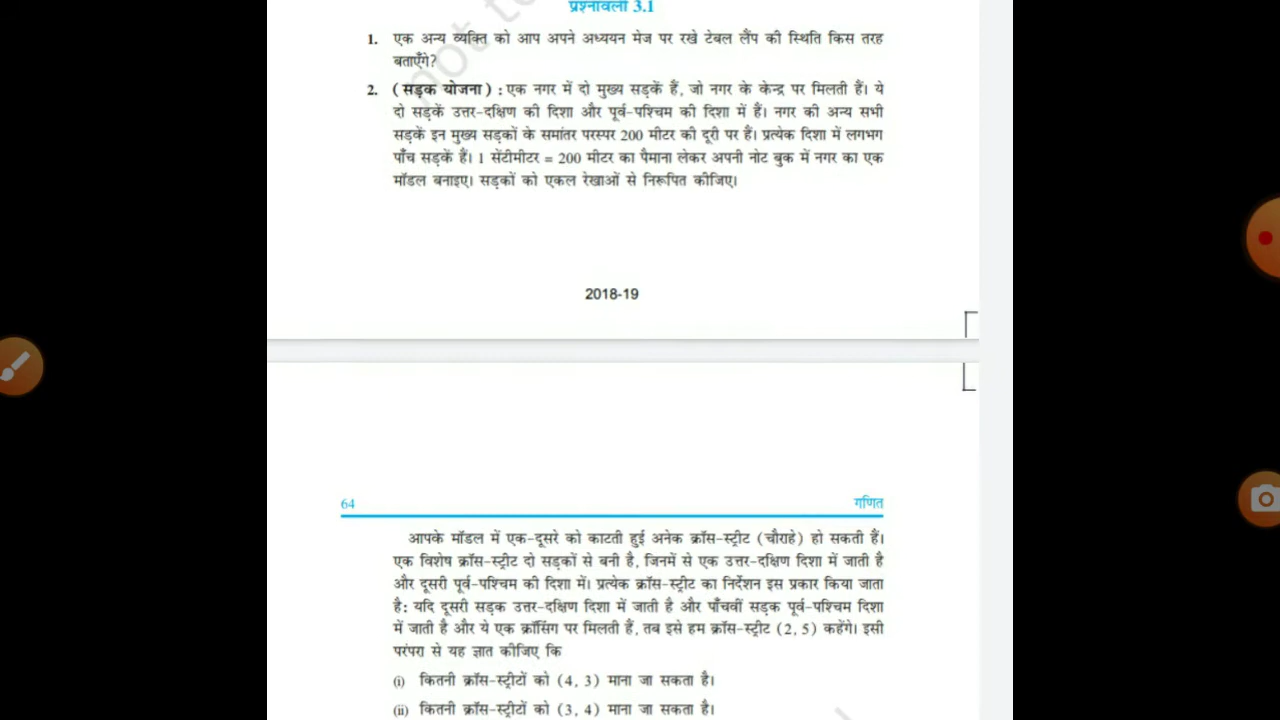 प्रश्नावली 3.1
1. एक अन्य व्यक्ति को आप अपने अध्ययन मेज पर रखे टेबल लैंप की स्थिति किस तरह
बताएँगे?
2. (सड़क योजना) : एक नगर में दो मुख्य सड़कें हैं, जो नगर के केन्द्र पर मिलती हैं। ये
दो सड़कें उत्तर-दक्षिण की दिशा और पूर्व-पश्चिम की दिशा में हैं। नगर की अन्य सभी
सड़कें इन मुख्य सड़कों के समांतर परस्पर 200 मीटर की दूरी पर हैं। प्रत्येक दिशा में लगभग
पाँच सड़कें हैं। 1 सेंटीमीटर = 200 मीटर का पैमाना लेकर अपनी नोट बुक में नगर का एक
मॉडल बनाइए। सड़कों को एकल रेखाओं से निरूपित कीजिए।
not to
2018-19
64 गणित
आपके मॉडल में एक-दूसरे को काटती हुई अनेक क्रॉस-स्ट्रीट (चौराहे) हो सकती हैं।
एक विशेष क्रॉस-स्ट्रीट दो सड़कों से बनी है, जिनमें से एक उत्तर-दक्षिण दिशा में जाती है
और दूसरी पूर्व-पश्चिम की दिशा में। प्रत्येक क्रॉस-स्ट्रीट का निर्देशन इस प्रकार किया जाता
है: यदि दूसरी सड़क उत्तर-दक्षिण दिशा में जाती है और पाँचवीं सड़क पूर्व-पश्चिम दिशा
में जाती है और ये एक क्रॉसिंग पर मिलती हैं, तब इसे हम क्रॉस-स्ट्रीट (2, 5) कहेंगे। इसी
परंपरा से यह ज्ञात कीजिए कि
(i) कितनी क्रॉस-स्ट्रीटों को (4, 3) माना जा सकता है।
(ii) कितनी क्रॉस-स्ट्रीटों को (3, 4) माना जा सकता है।